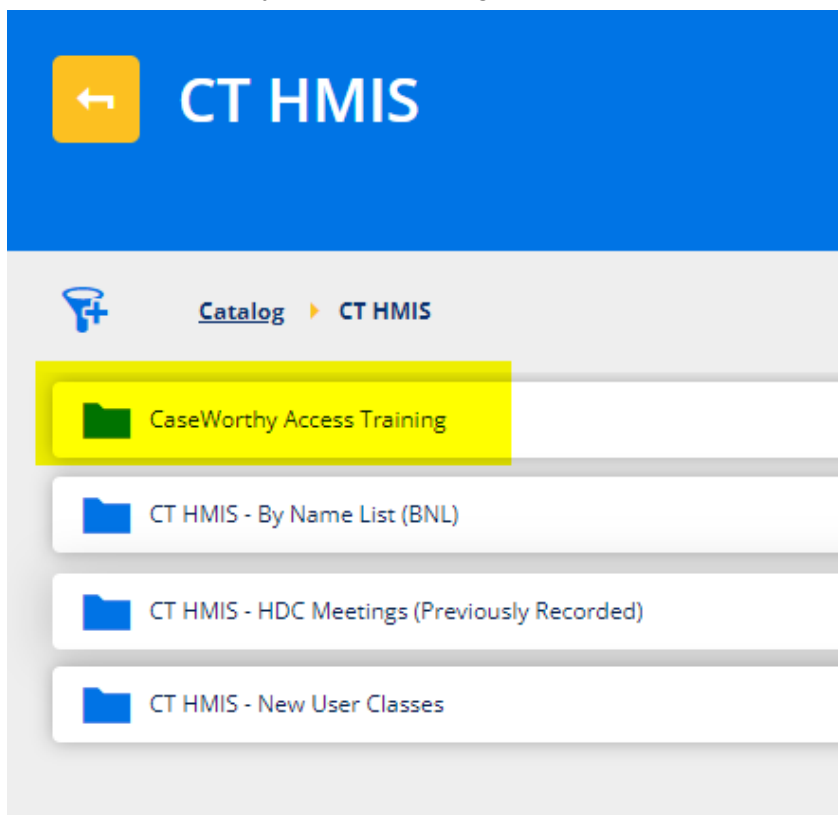 CT HMIS
Catalog CT HMIS
CaseWorthy Access Training
CT HMIS - By Name List (BNL)
CT HMIS - HDC Meetings (Previously Recorded)
CT HMIS - New User Classes